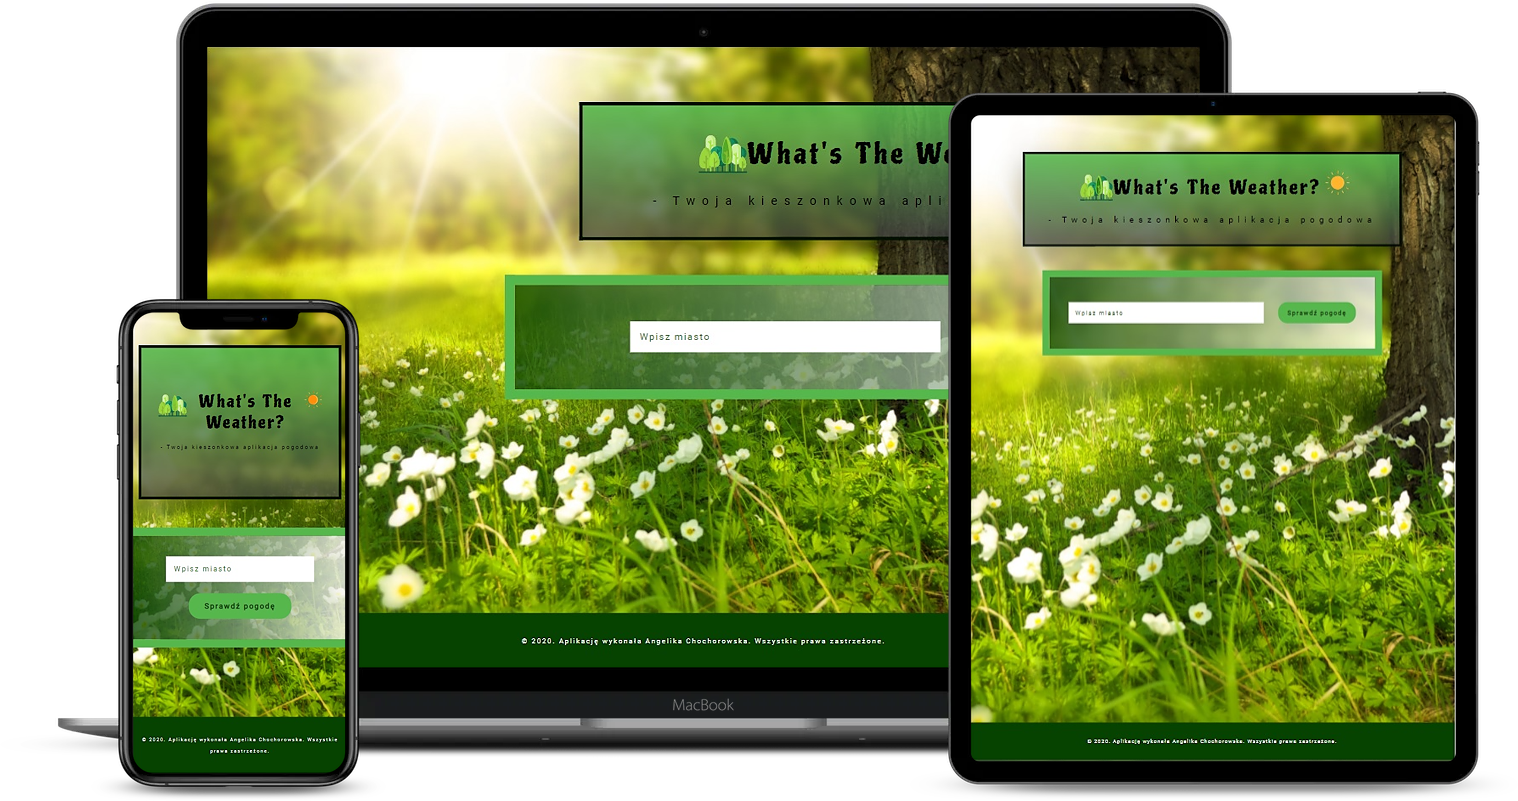 What's The We
- Twoja kieszonkowa apli
Wpisz miasto
© 2020. Aplikację wykonała Angelika Chochorowska. Wszystkie prawa zastrzeżone.
MacBook
What's The Weather?
- Twoja kieszonkowa aplikacja pogodowa
Wpisz miasto
Sprawdź pogodę
© 2020. Aplikację wykonała Angelika Chochorowska. Wszystkie prawa zastrzeżone.
What's The
Weather?
- Twoja kieszonkowa aplikacja pogodowa
Wpisz miasto
Sprawdź pogodę
© 2020. Aplikację wykonała Angelika Chochorowska. Wszystkie
prawa zastrzeżone.